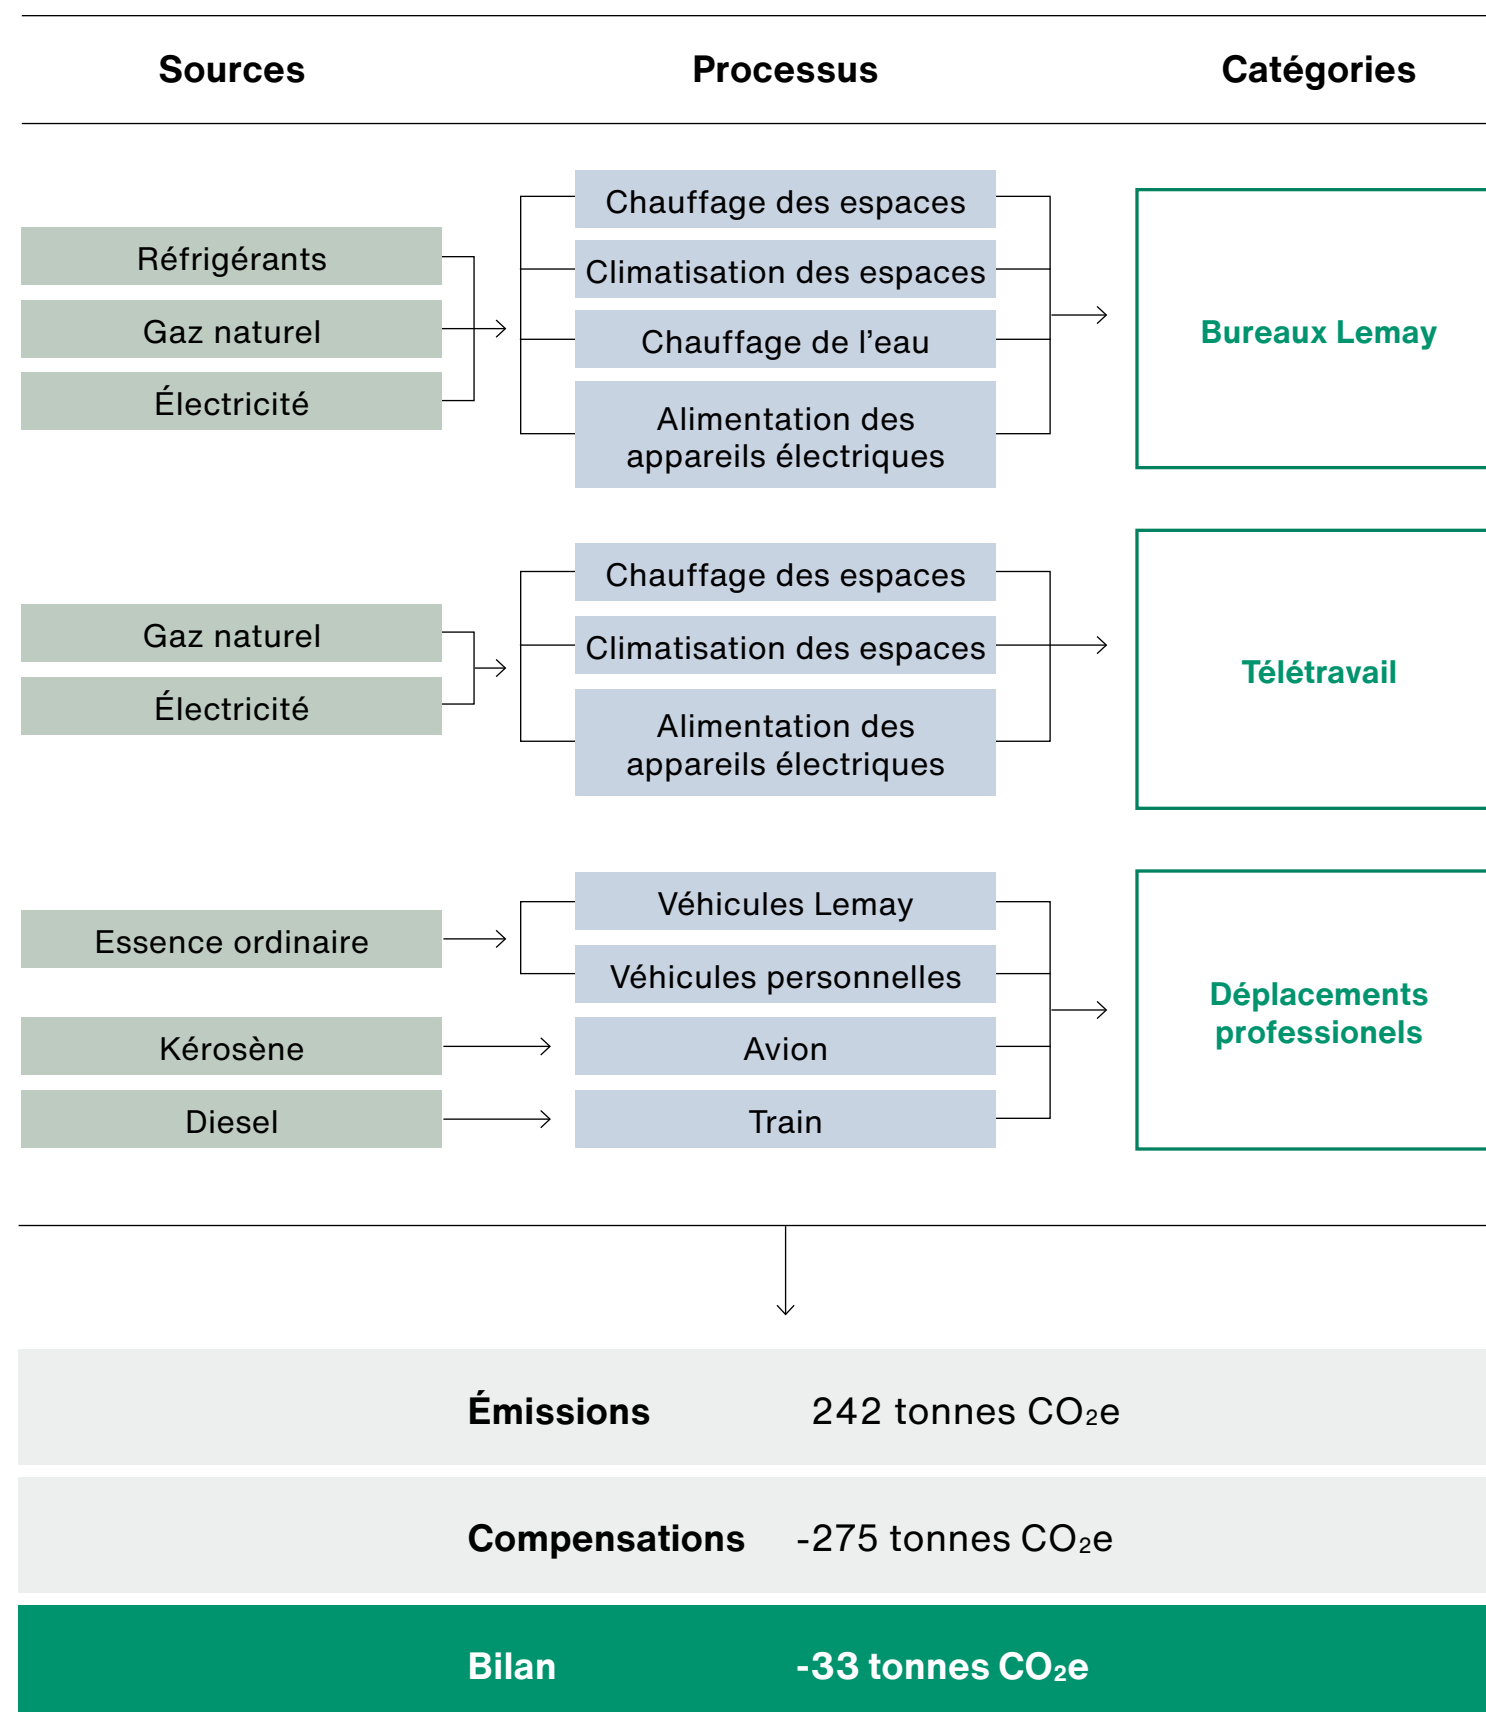 Sources
Processus
Catégories
Réfrigérants
Gaz naturel
Électricité
Chauffage des espaces
Climatisation des espaces
Chauffage de l'eau
Alimentation des
appareils électriques
Bureaux Lemay
Gaz naturel
Électricité
Chauffage des espaces
Climatisation des espaces
Alimentation des
appareils électriques
Télétravail
Essence ordinaire
Kérosène
Diesel
Véhicules Lemay
Véhicules personnelles
Avion
Train
Déplacements
professionels
Émissions 242 tonnes CO₂e
Compensations -275 tonnes CO₂e
Bilan -33 tonnes CO₂e